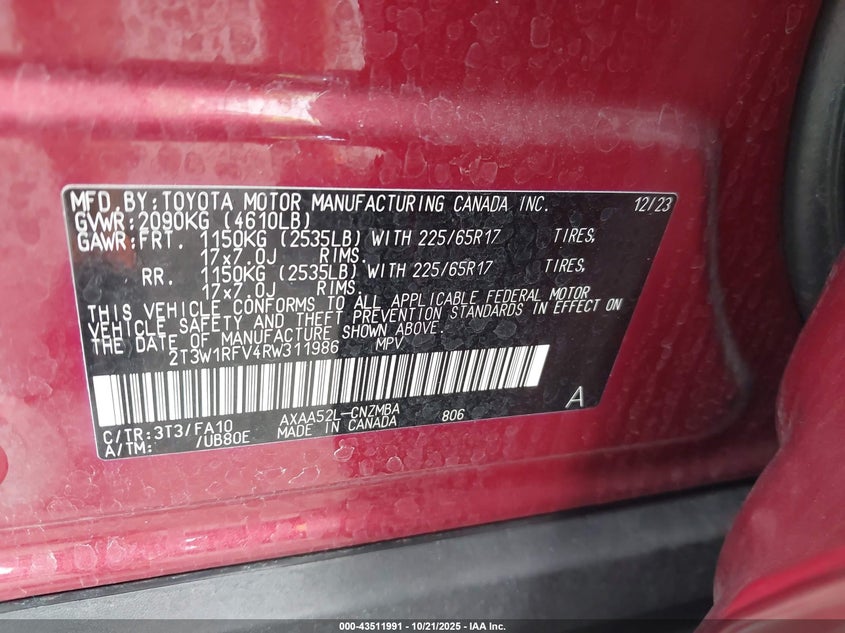 MFD.BY:TOYOTA MOTOR MANUFACTURING CANADA INC. 12/23
GVWR:2090KG (4610LB)
GAWR:FRT. 1150KG (2535LB) WITH 225/65R17 TIRES,
17x7.0J RIMS.
RR. 1150KG (2535LB) WITH 225/65R17 TIRES,
17x7.0J RIMS.
THIS VEHICLE CONFORMS TO ALL APPLICABLE FEDERAL MOTOR
VEHICLE SAFETY AND THEFT PREVENTION STANDARDS IN EFFECT ON
THE DATE OF MANUFACTURE SHOWN ABOVE.
2T3W1RFV4RW311986 MPV
C/TR:3T3/FA10 AXAA52L-CNZMBA 806 A
A/TM: /UB80E MADE IN CANADA
000-43511991 - 10/21/2025 - IAA Inc.